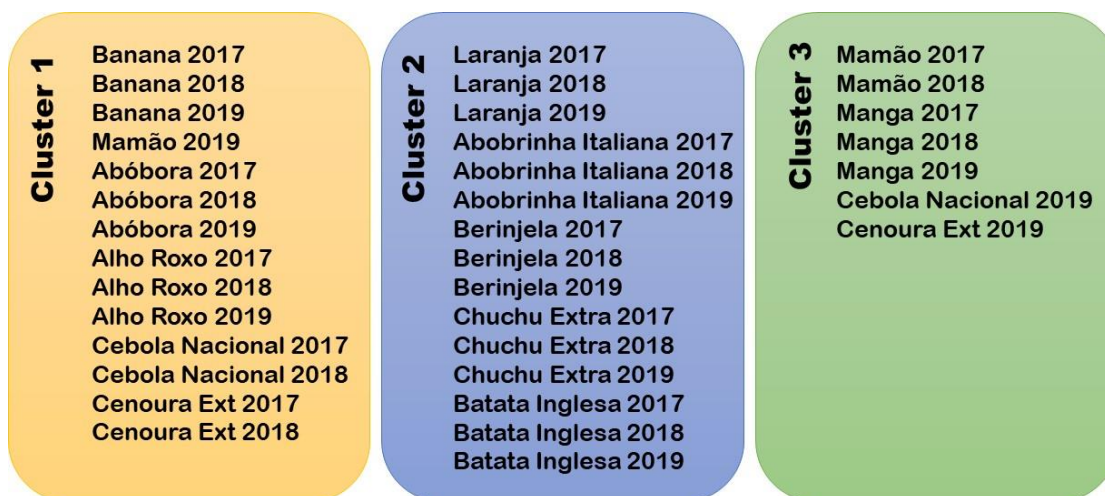 Cluster 1
Banana 2017
Banana 2018
Banana 2019
Mamão 2019
Abóbora 2017
Abóbora 2018
Abóbora 2019
Alho Roxo 2017
Alho Roxo 2018
Alho Roxo 2019
Cebola Nacional 2017
Cebola Nacional 2018
Cenoura Ext 2017
Cenoura Ext 2018
Cluster 2
Laranja 2017
Laranja 2018
Laranja 2019
Abobrinha Italiana 2017
Abobrinha Italiana 2018
Abobrinha Italiana 2019
Berinjela 2017
Berinjela 2018
Berinjela 2019
Chuchu Extra 2017
Chuchu Extra 2018
Chuchu Extra 2019
Batata Inglesa 2017
Batata Inglesa 2018
Batata Inglesa 2019
Cluster 3
Mamão 2017
Mamão 2018
Manga 2017
Manga 2018
Manga 2019
Cebola Nacional 2019
Cenoura Ext 2019